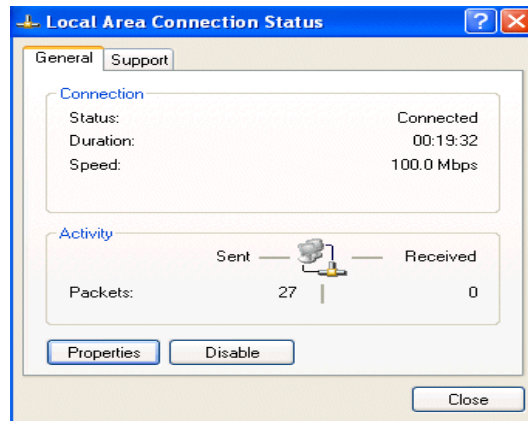 Local Area Connection Status
General Support
Connection
Status: Connected
Duration: 00:19:32
Speed: 100.0 Mbps
Activity
Sent Received
Packets: 27 0
Properties Disable
Close